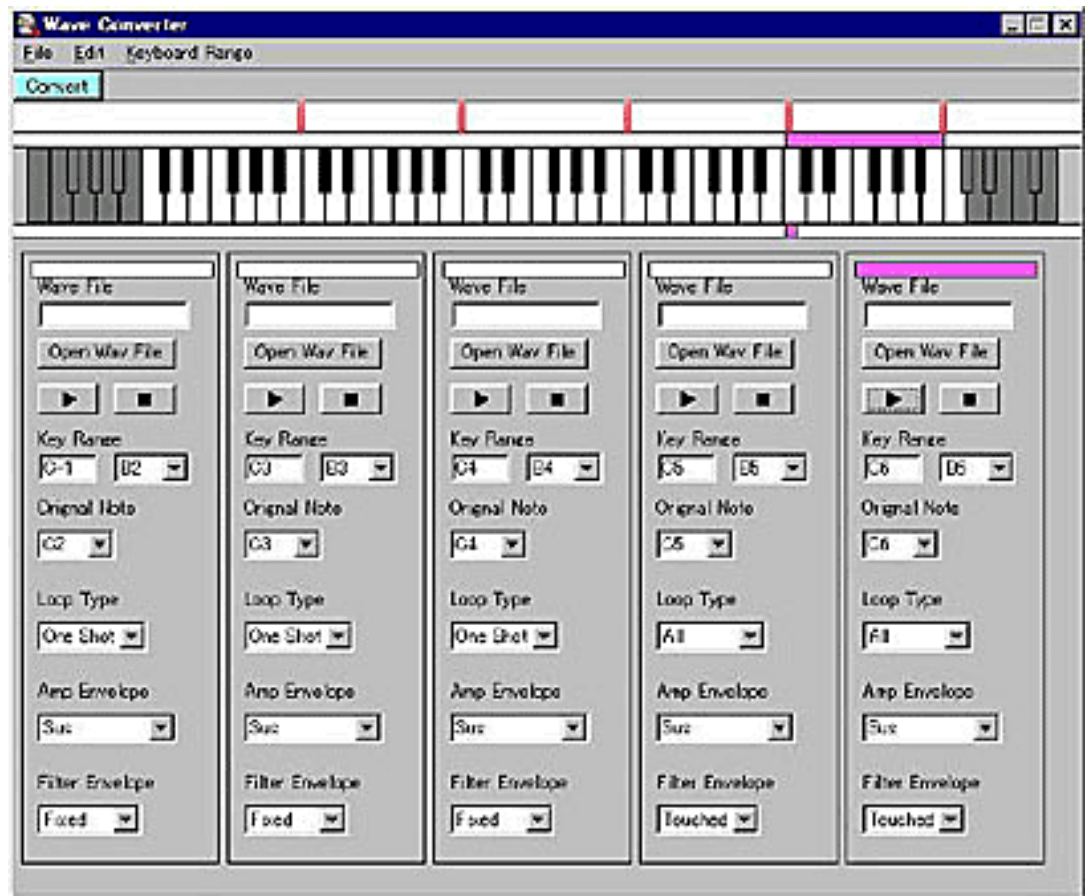 Wave Converter
File Edit Keyboard Range
Convert
Wave File Wave File Wave File Wave File Wave File
Open Wav File Open Wav File Open Wav File Open Wav File Open Wav File
Key Range Key Range Key Range Key Range Key Range
C-1 B2 C3 B3 C4 B4 C5 B5 C6 B6
Orignal Note Orignal Note Orignal Note Orignal Note Orignal Note
C2 C3 C4 C5 C6
Loop Type Loop Type Loop Type Loop Type Loop Type
One Shot One Shot One Shot All All
Amp Envelope Amp Envelope Amp Envelope Amp Envelope Amp Envelope
Sus Sus Sus Sus Sus
Filter Envelope Filter Envelope Filter Envelope Filter Envelope Filter Envelope
Fixed Fixed Fixed Touched Touched